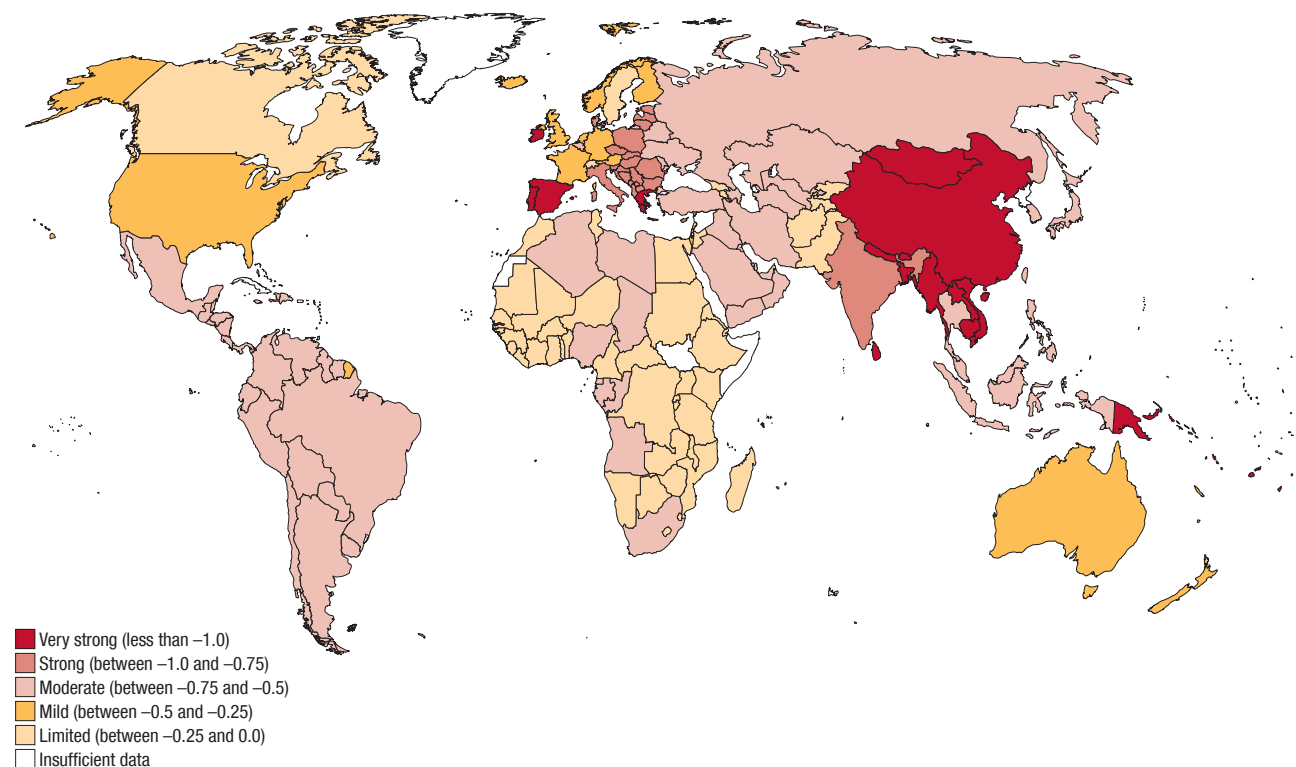 Very strong (less than –1.0)
Strong (between –1.0 and –0.75)
Moderate (between –0.75 and –0.5)
Mild (between –0.5 and –0.25)
Limited (between –0.25 and 0.0)
Insufficient data